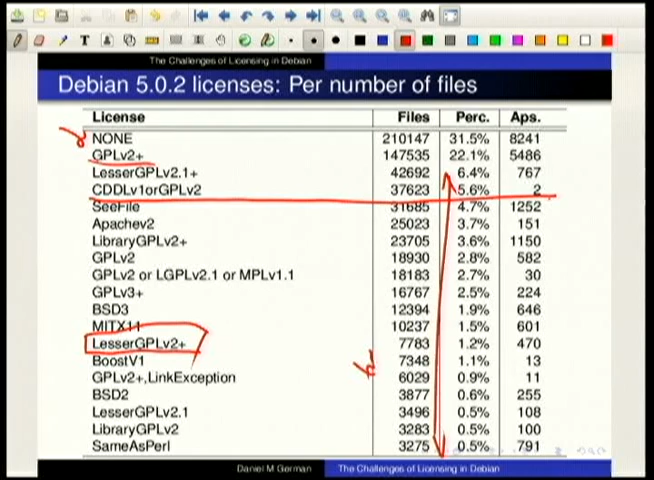 The Challenges of Licensing in Debian
Debian 5.0.2 licenses: Per number of files
License Files Perc. Aps.
NONE 210147 31.5% 8241
GPLv2+ 147535 22.1% 5486
LesserGPLv2.1+ 42692 6.4% 767
CDDLv1orGPLv2 37623 5.6% 2
SeeFile 31685 4.7% 1252
Apachev2 25023 3.7% 151
LibraryGPLv2+ 23705 3.6% 1150
GPLv2 18930 2.8% 582
GPLv2 or LGPLv2.1 or MPLv1.1 18183 2.7% 30
GPLv3+ 16767 2.5% 224
BSD3 12394 1.9% 646
MITX11 10237 1.5% 601
LesserGPLv2+ 7783 1.2% 470
BoostV1 7348 1.1% 13
GPLv2+,LinkException 6029 0.9% 11
BSD2 3877 0.6% 255
LesserGPLv2.1 3496 0.5% 108
LibraryGPLv2 3283 0.5% 100
SameAsPerl 3275 0.5% 791
Daniel M German The Challenges of Licensing in Debian